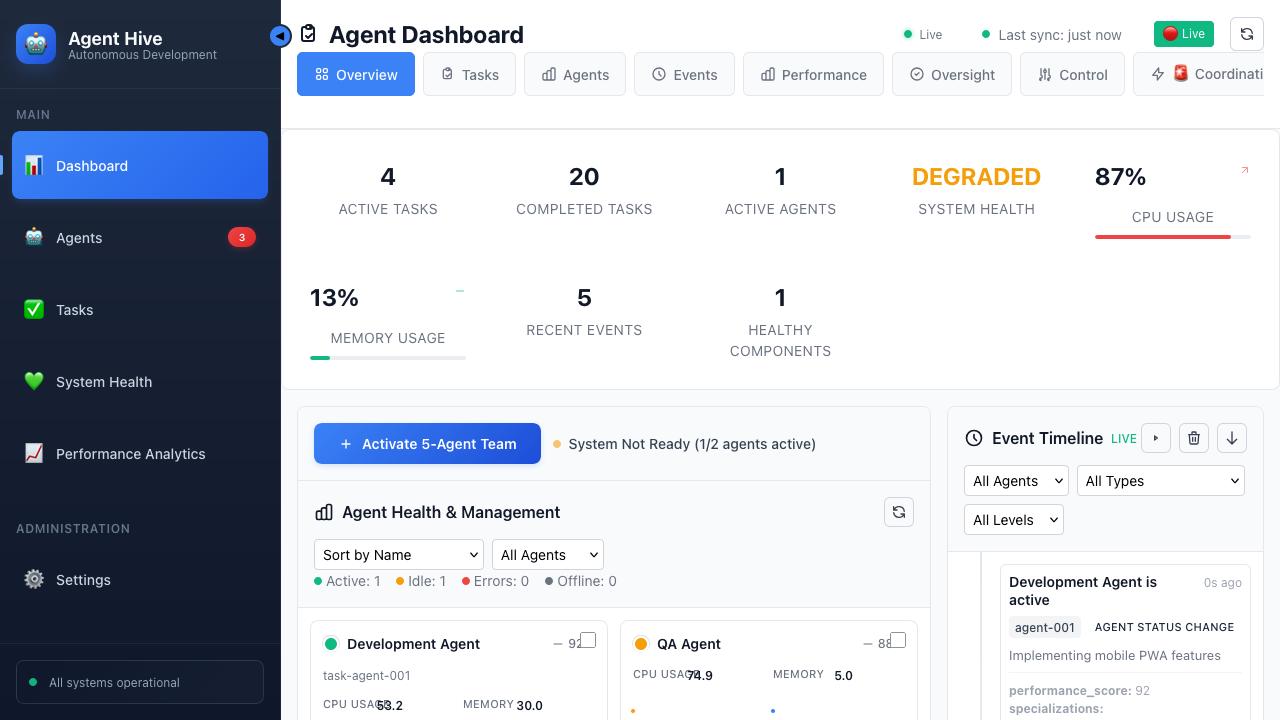 Agent Hive
Autonomous Development
MAIN
Dashboard
Agents
3
Tasks
System Health
Performance Analytics
ADMINISTRATION
Settings
All systems operational
Agent Dashboard
Live
Last sync: just now
Live
Overview
Tasks
Agents
Events
Performance
Oversight
Control
Coordinati
4
ACTIVE TASKS
20
COMPLETED TASKS
1
ACTIVE AGENTS
DEGRADED
SYSTEM HEALTH
87%
CPU USAGE
13%
MEMORY USAGE
5
RECENT EVENTS
1
HEALTHY
COMPONENTS
Activate 5-Agent Team
System Not Ready (1/2 agents active)
Agent Health & Management
Sort by Name
All Agents
Active: 1
Idle: 1
Errors: 0
Offline: 0
Development Agent
92
task-agent-001
CPU USAGE
53.2
MEMORY
30.0
QA Agent
88
CPU USAGE
74.9
MEMORY
5.0
Event Timeline
LIVE
All Agents
All Types
All Levels
Development Agent is
active
0s ago
agent-001
AGENT STATUS CHANGE
Implementing mobile PWA features
performance_score: 92
specializations: